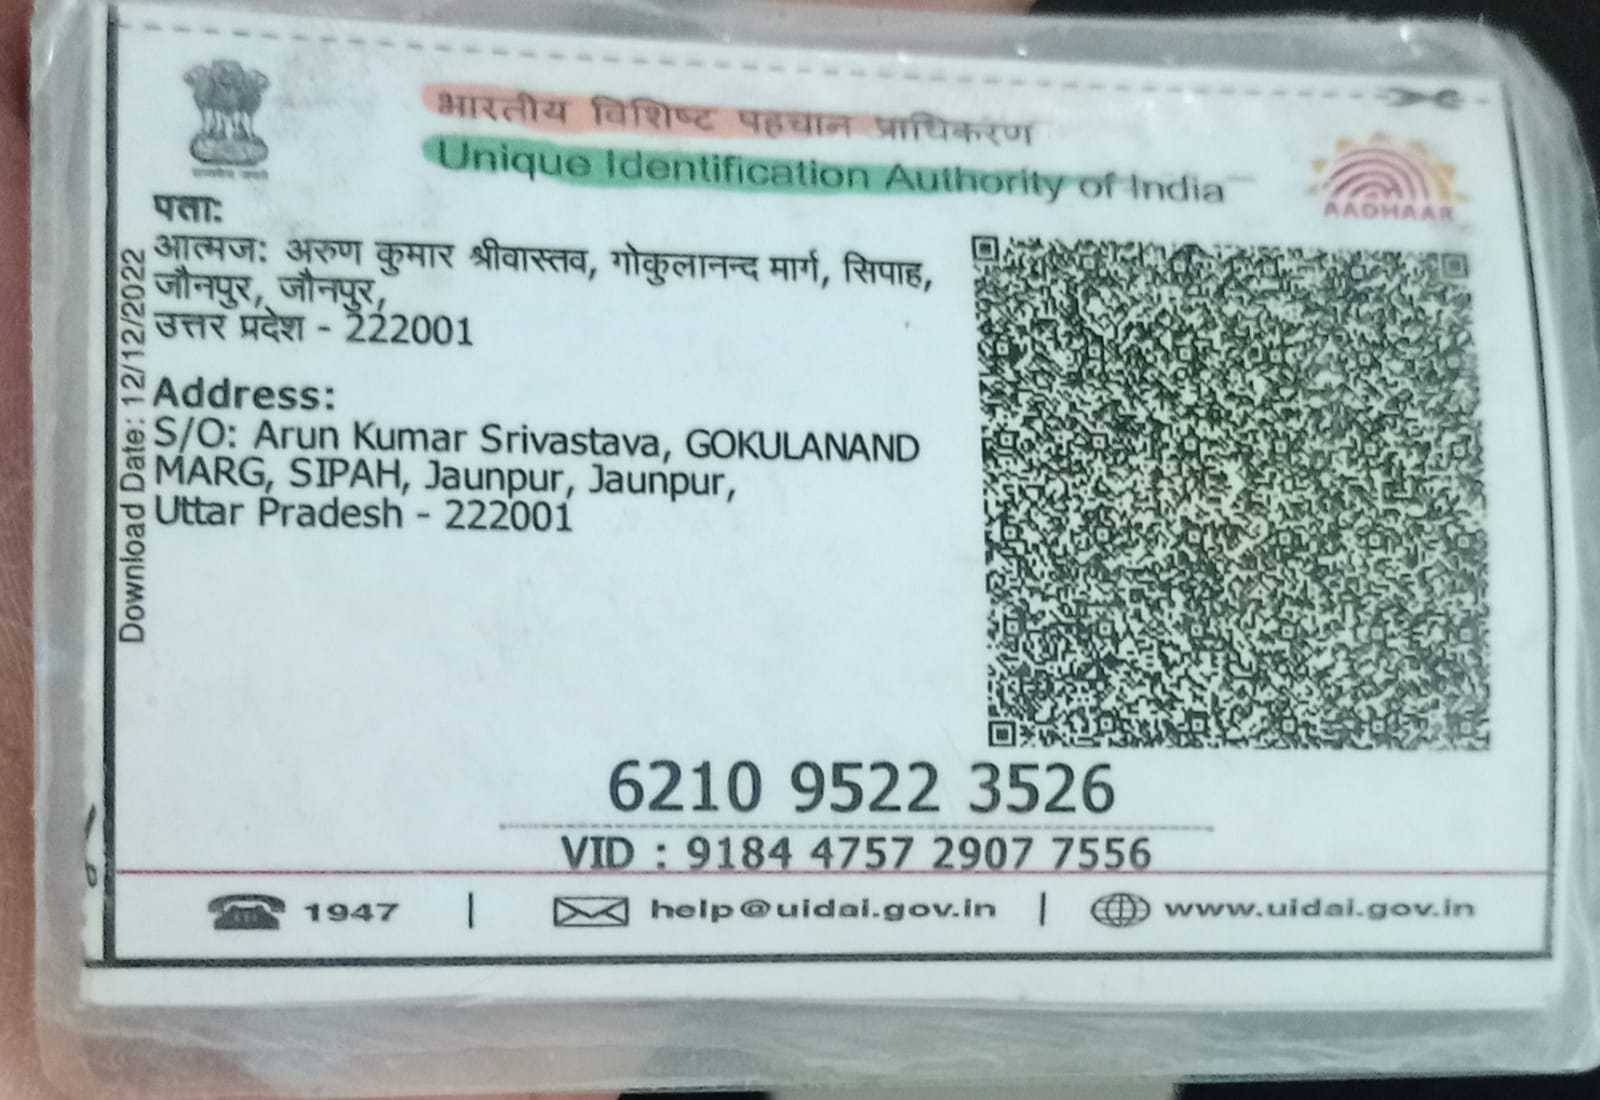 भारतीय विशिष्ट पहचान प्राधिकरण
Unique Identification Authority of India
AADHAAR
पता:
आत्मज: अरुण कुमार श्रीवास्तव, गोकुलानन्द मार्ग, सिपाह,
जौनपुर, जौनपुर,
उत्तर प्रदेश - 222001
Address:
S/O: Arun Kumar Srivastava, GOKULANAND
MARG, SIPAH, Jaunpur, Jaunpur,
Uttar Pradesh - 222001
Download Date: 12/12/2022
6210 9522 3526
VID : 9184 4757 2907 7556
1947 | help@uidai.gov.in | www.uidai.gov.in